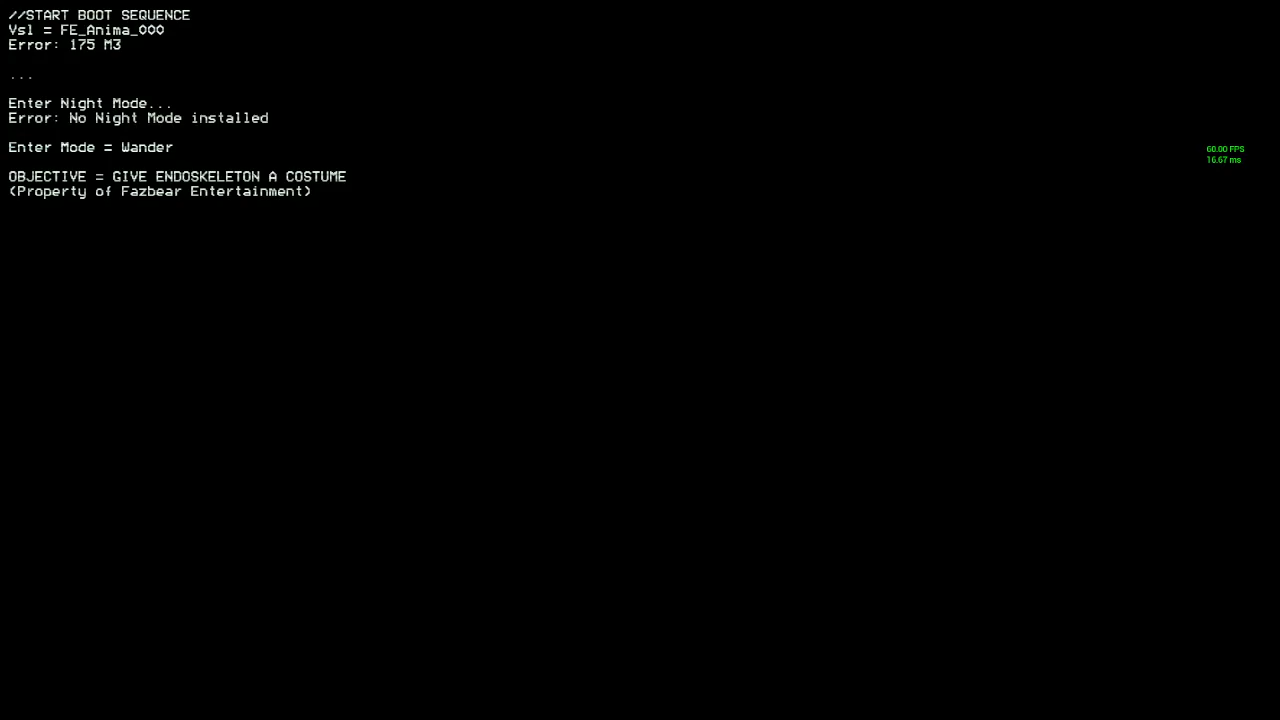 //START BOOT SEQUENCE
Vsl = FE_Anima_000
Error: 175 M3
...
Enter Night Mode...
Error: No Night Mode installed
Enter Mode = Wander
60.00 FPS
16.67 ms
OBJECTIVE = GIVE ENDOSKELETON A COSTUME
(Property of Fazbear Entertainment)